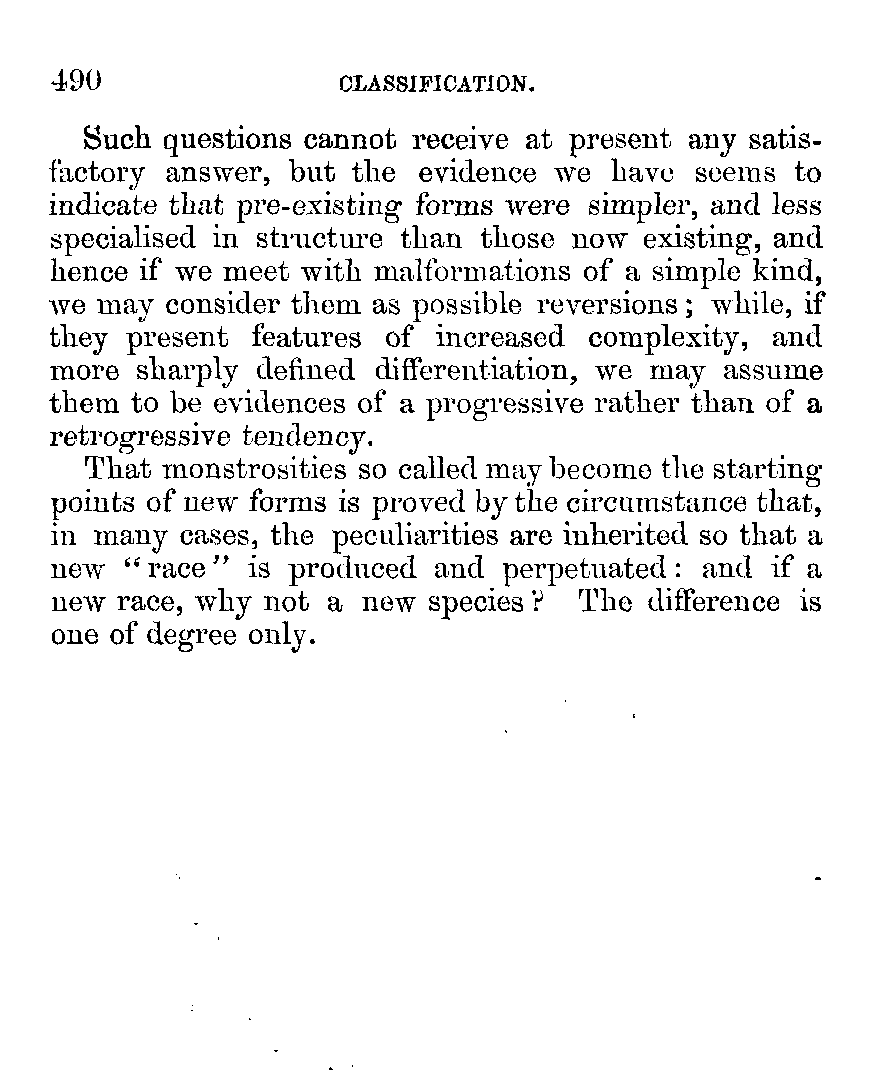 490 CLASSIFICATION.
Such questions cannot receive at present any satis-
factory answer, but the evidence we have seems to
indicate that pre-existing forms were simpler, and less
specialised in structure than those now existing, and
hence if we meet with malformations of a simple kind,
we may consider them as possible reversions; while, if
they present features of increased complexity, and
more sharply defined differentiation, we may assume
them to be evidences of a progressive rather than of a
retrogressive tendency.
That monstrosities so called may become the starting
points of new forms is proved by the circumstance that,
in many cases, the peculiarities are inherited so that a
new “race” is produced and perpetuated: and if a
new race, why not a new species? The difference is
one of degree only.